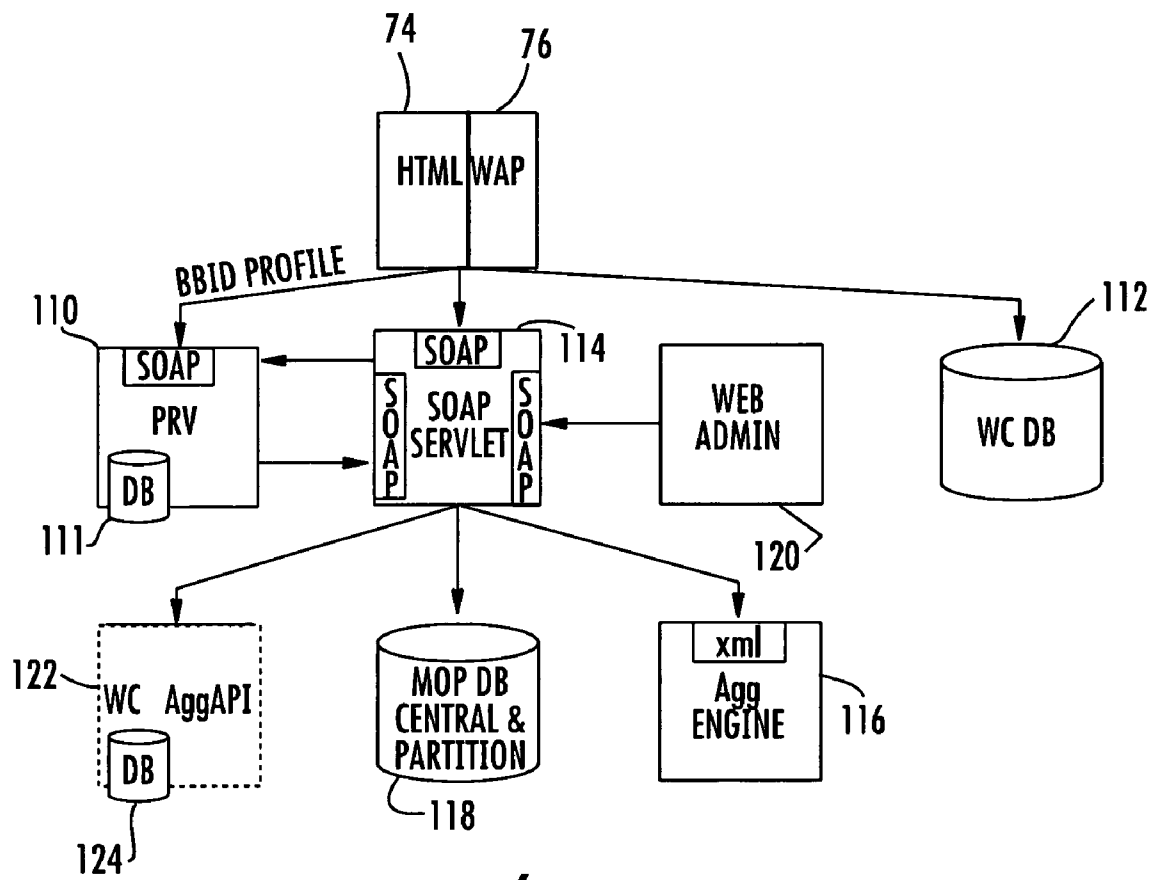 74
76
HTML
WAP
BBID PROFILE
110
SOAP
PRV
DB
111
SOAP
114
SOAP
SOAP
SERVLET
SOAP
WEB
ADMIN
120
112
WC DB
122
WC AggAPI
DB
124
MOP DB
CENTRAL &
PARTITION
118
xml
Agg
ENGINE
116